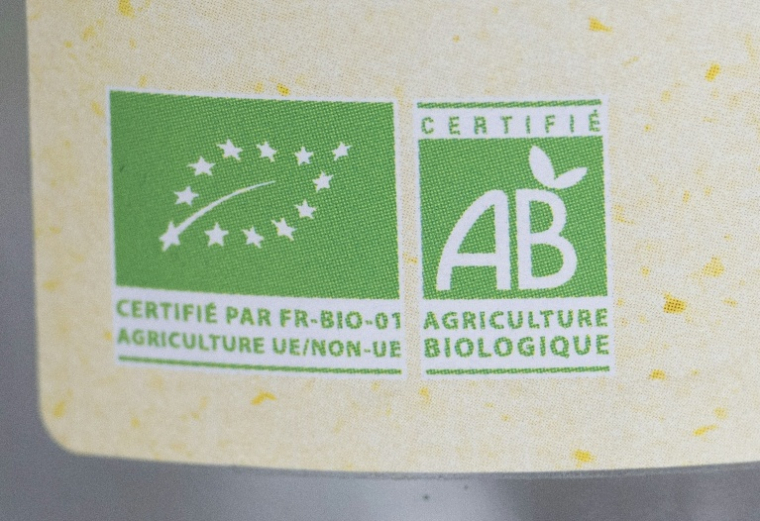 CERTIFIÉ PAR FR-BIO-01
AGRICULTURE UE/NON-UE
CERTIFIÉ
AB
AGRICULTURE
BIOLOGIQUE